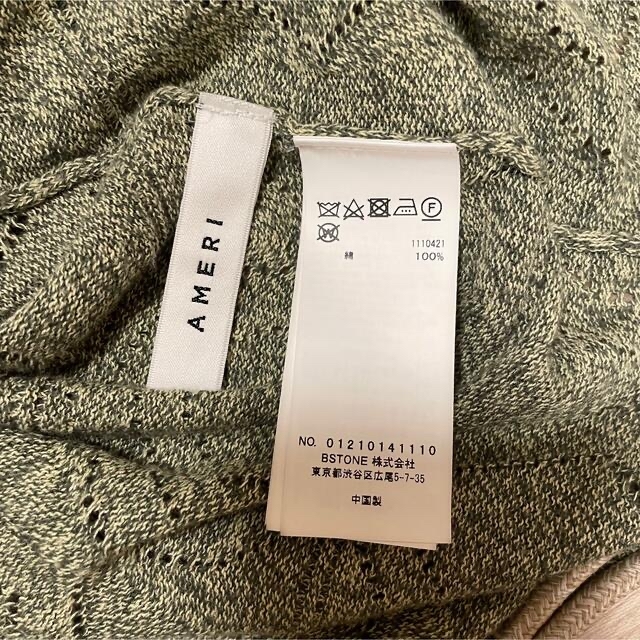 AMERI
F
W
1110421
綿 100%
NO. 01210141110
BSTONE 株式会社
東京都渋谷区広尾5-7-35
中国製